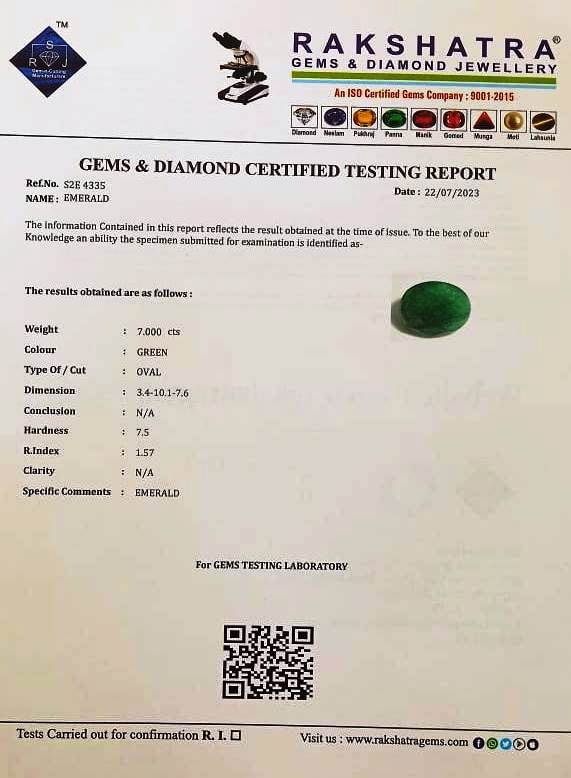 TM
S
R J
Gems-Cutting
Manufacturers
RAKSHATRA®
GEMS & DIAMOND JEWELLERY
An ISO Certified Gems Company : 9001-2015
Diamond Neelam Pukhraj Panna Manik Gomed Munga Moti Lahsunia
GEMS & DIAMOND CERTIFIED TESTING REPORT
Ref.No. S2E 4335
Date : 22/07/2023
NAME : EMERALD
The information Contained in this report reflects the result obtained at the time of issue. To the best of our
Knowledge an ability the specimen submitted for examination is identified as-
The results obtained are as follows :
Weight : 7.000 cts
Colour : GREEN
Type Of / Cut : OVAL
Dimension : 3.4-10.1-7.6
Conclusion : N/A
Hardness : 7.5
R.Index : 1.57
Clarity : N/A
Specific Comments : EMERALD
For GEMS TESTING LABORATORY
Tests Carried out for confirmation R. I. ☐
Visit us : www.rakshatragems.com